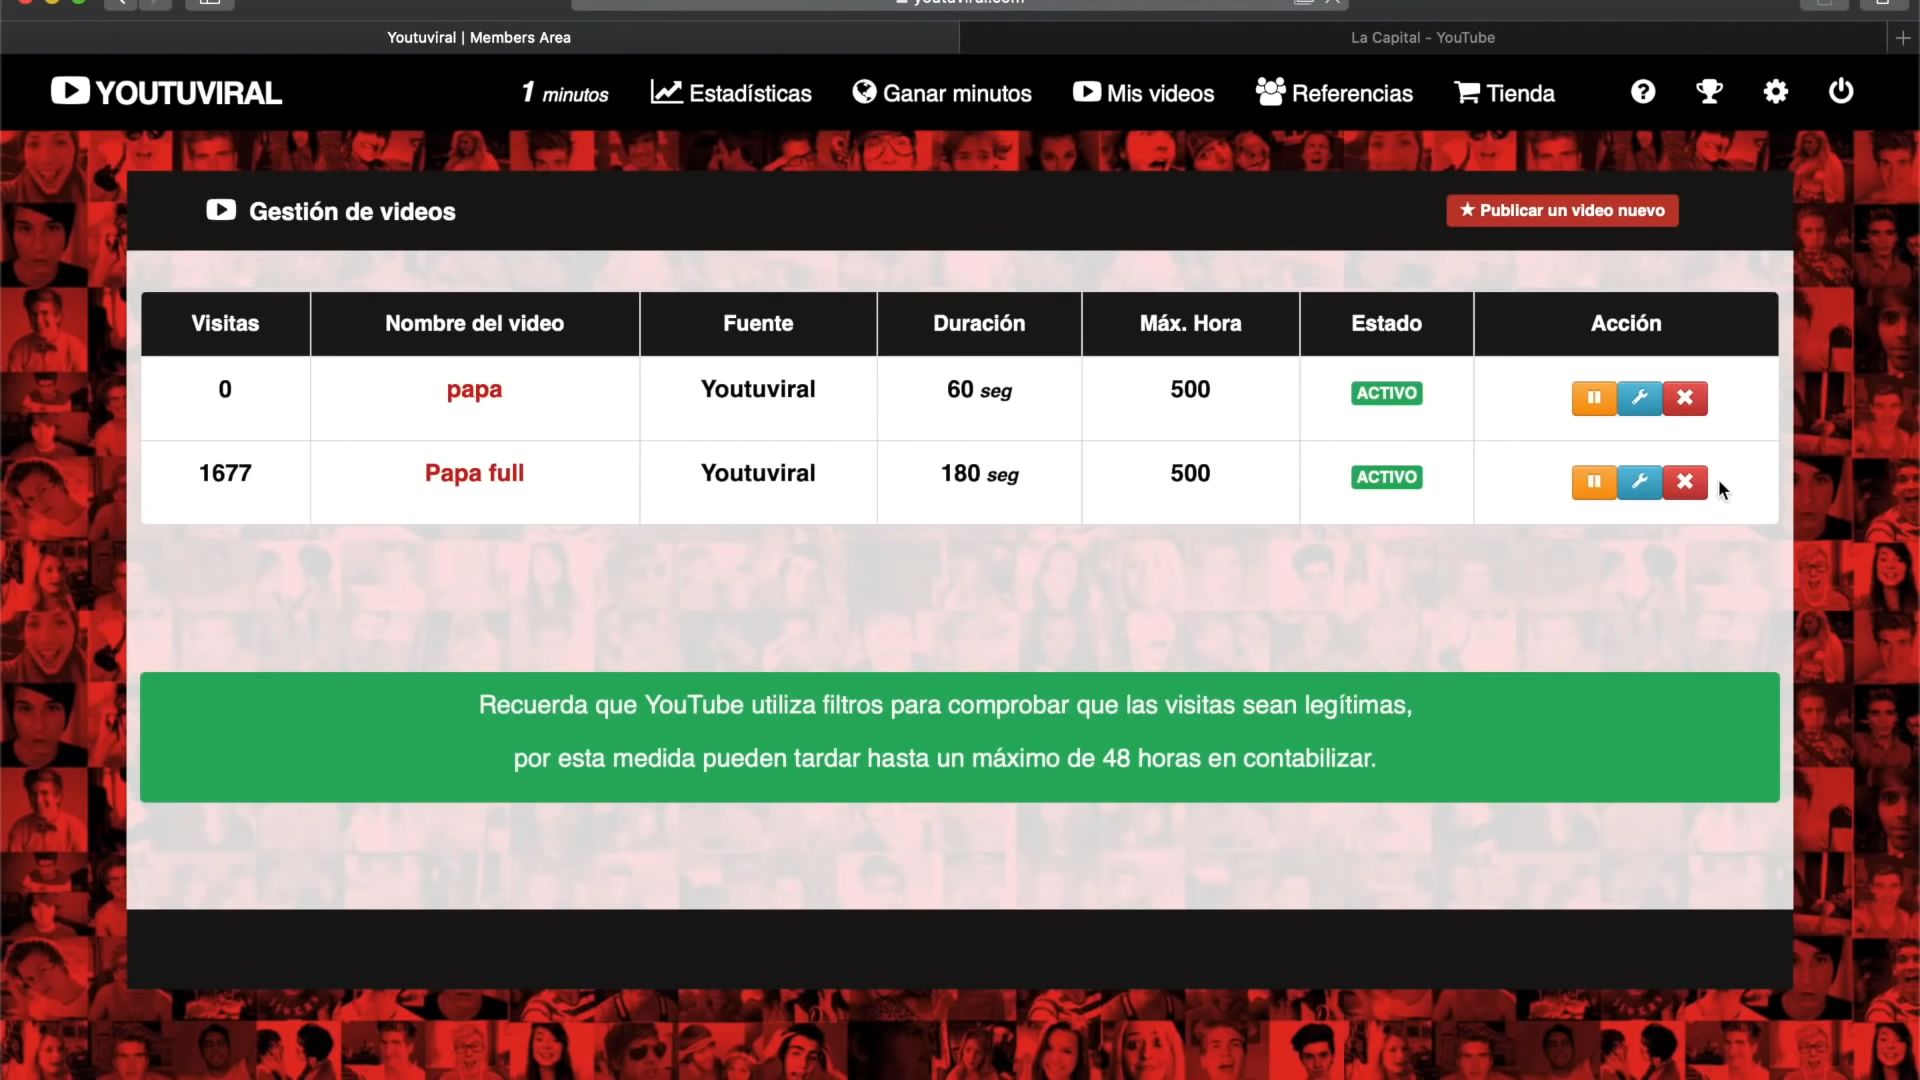 Youtuviral | Members Area
La Capital - YouTube
YOUTUVIRAL
1 minutos
Estadísticas
Ganar minutos
Mis videos
Referencias
Tienda
Gestión de videos
Publicar un video nuevo
Visitas
Nombre del video
Fuente
Duración
Máx. Hora
Estado
Acción
0
papa
Youtuviral
60 seg
500
ACTIVO
1677
Papa full
Youtuviral
180 seg
500
ACTIVO
Recuerda que YouTube utiliza filtros para comprobar que las visitas sean legítimas,
por esta medida pueden tardar hasta un máximo de 48 horas en contabilizar.